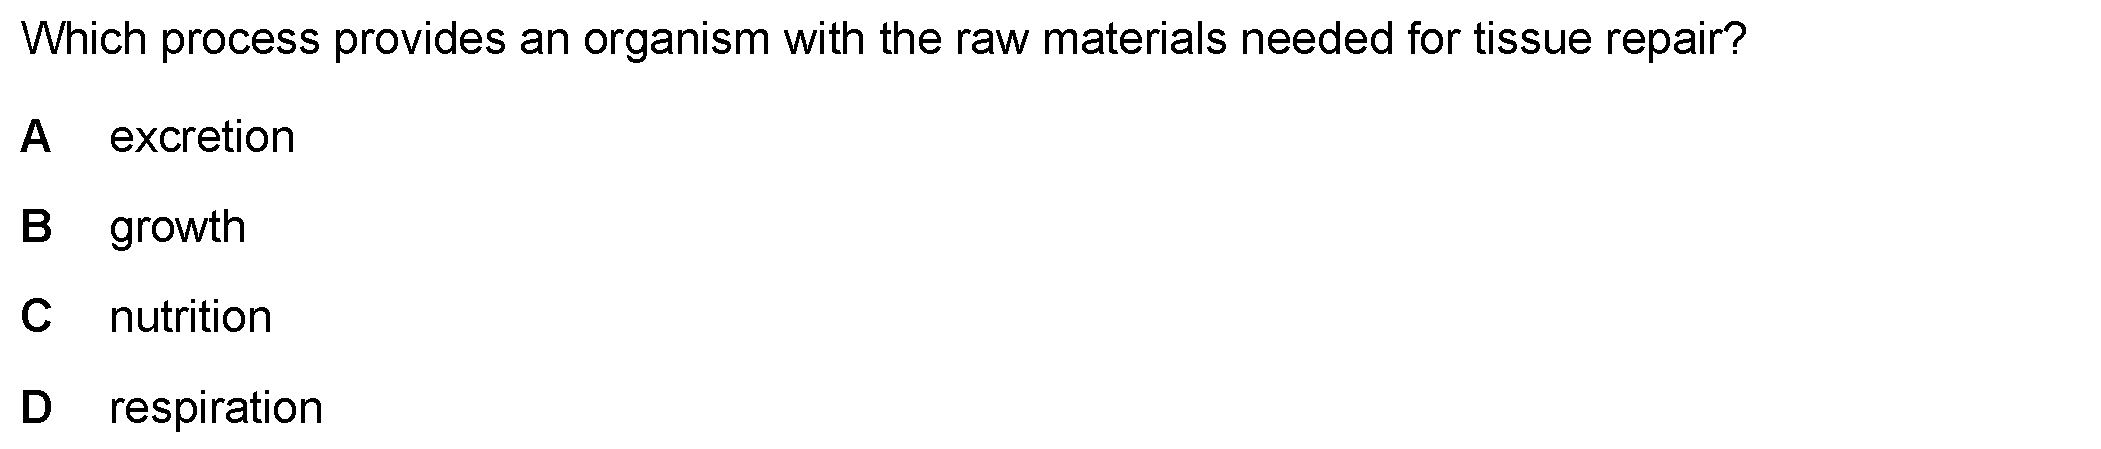 Which process provides an organism with the raw materials needed for tissue repair?
A excretion
B growth
C nutrition
D respiration